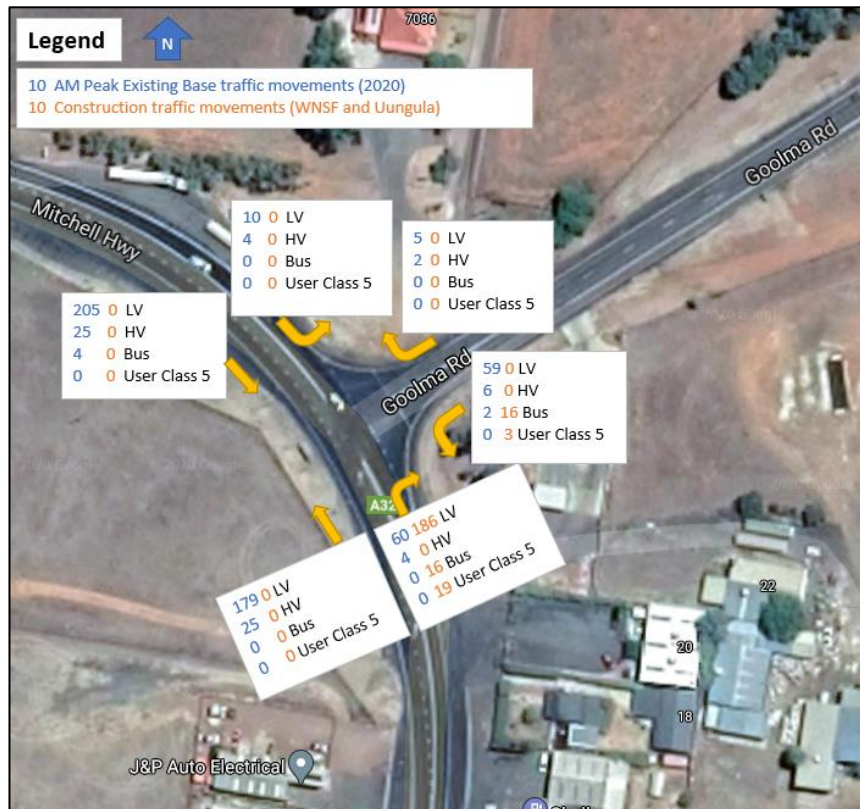 7086
Legend
N
10 AM Peak Existing Base traffic movements (2020)
10 Construction traffic movements (WNSF and Uungula)
Goolma Rd
Mitchell Hwy
10 0 LV
4 0 HV
0 0 Bus
0 0 User Class 5
5 0 LV
2 0 HV
0 0 Bus
0 0 User Class 5
205 0 LV
25 0 HV
4 0 Bus
0 0 User Class 5
Goolma Rd
59 0 LV
6 0 HV
2 16 Bus
0 3 User Class 5
A32
60 186 LV
4 0 HV
0 16 Bus
0 19 User Class 5
179 0 LV
25 0 HV
0 0 Bus
0 0 User Class 5
22
20
18
J&P Auto Electrical